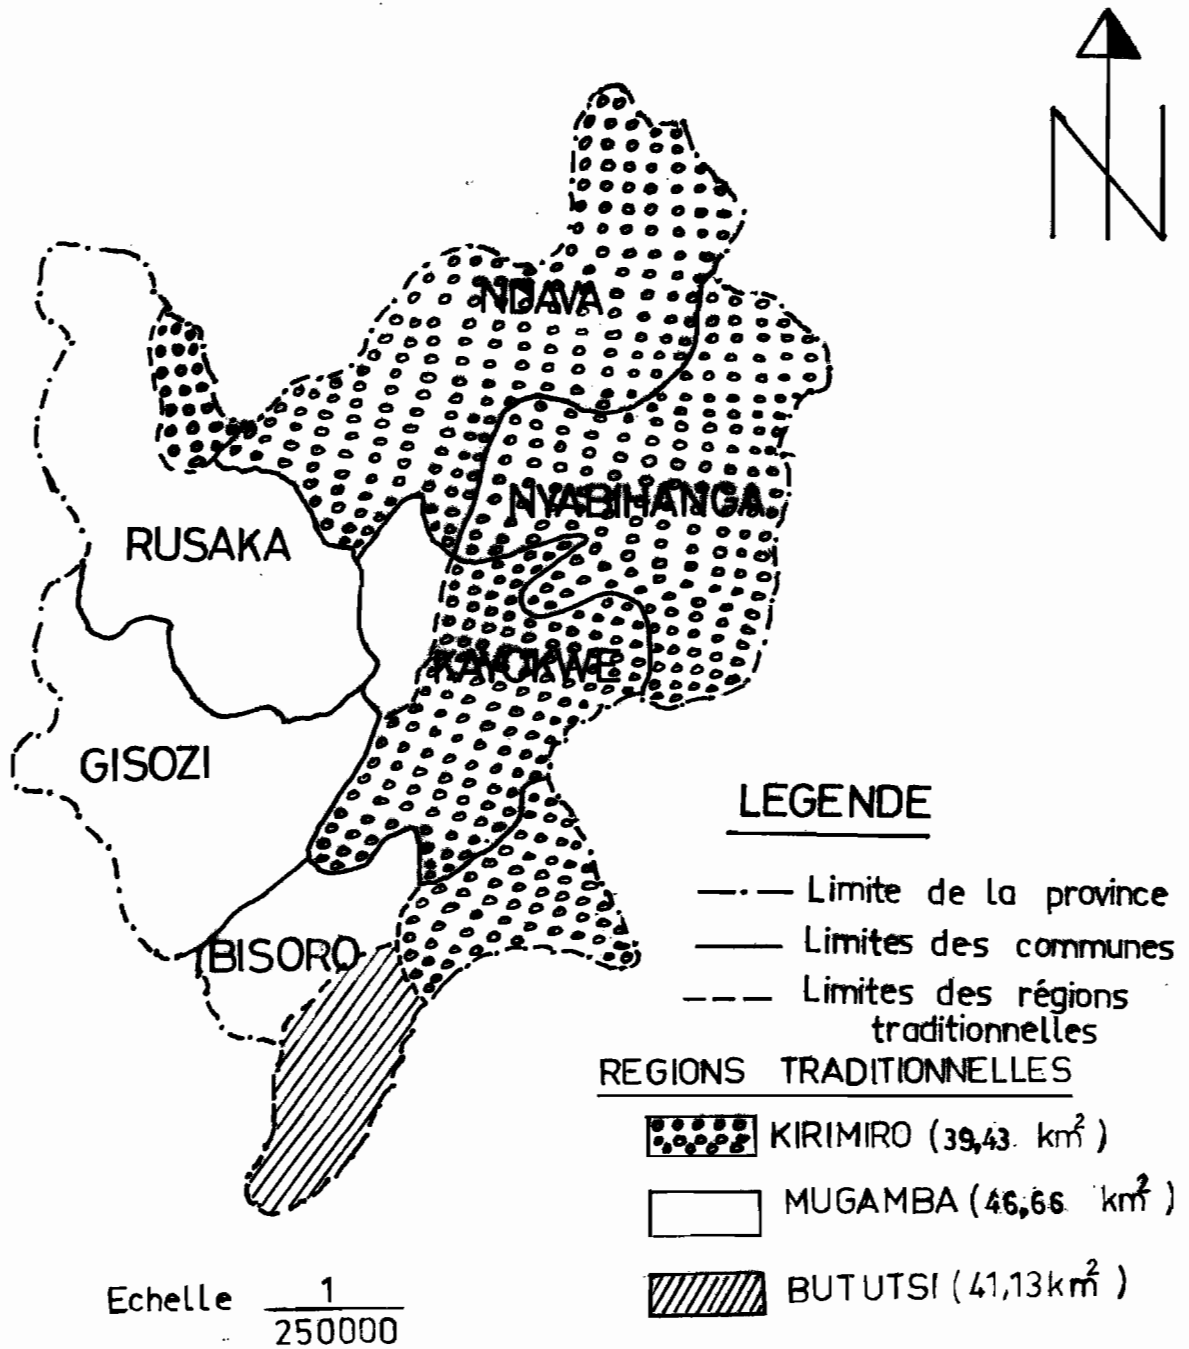 N
NDAVA
NYABIHANGA
RUSAKA
KAYOKWE
GISOZI
BISORO
LEGENDE
Limite de la province
Limites des communes
Limites des régions
traditionnelles
REGIONS TRADITIONNELLES
KIRIMIRO (39,43 km²)
MUGAMBA (46,66 km²)
BUTUTSI (41,13 km²)
Echelle 1
250000